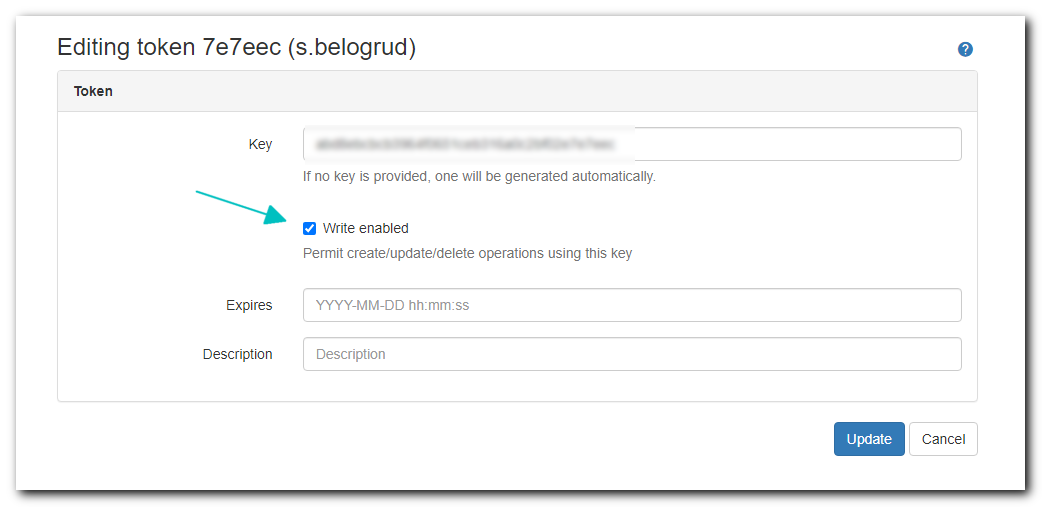 Editing token 7e7eec (s.belogrud)
?
Token
Key
If no key is provided, one will be generated automatically.
Write enabled
Permit create/update/delete operations using this key
Expires
YYYY-MM-DD hh:mm:ss
Description
Description
Update
Cancel